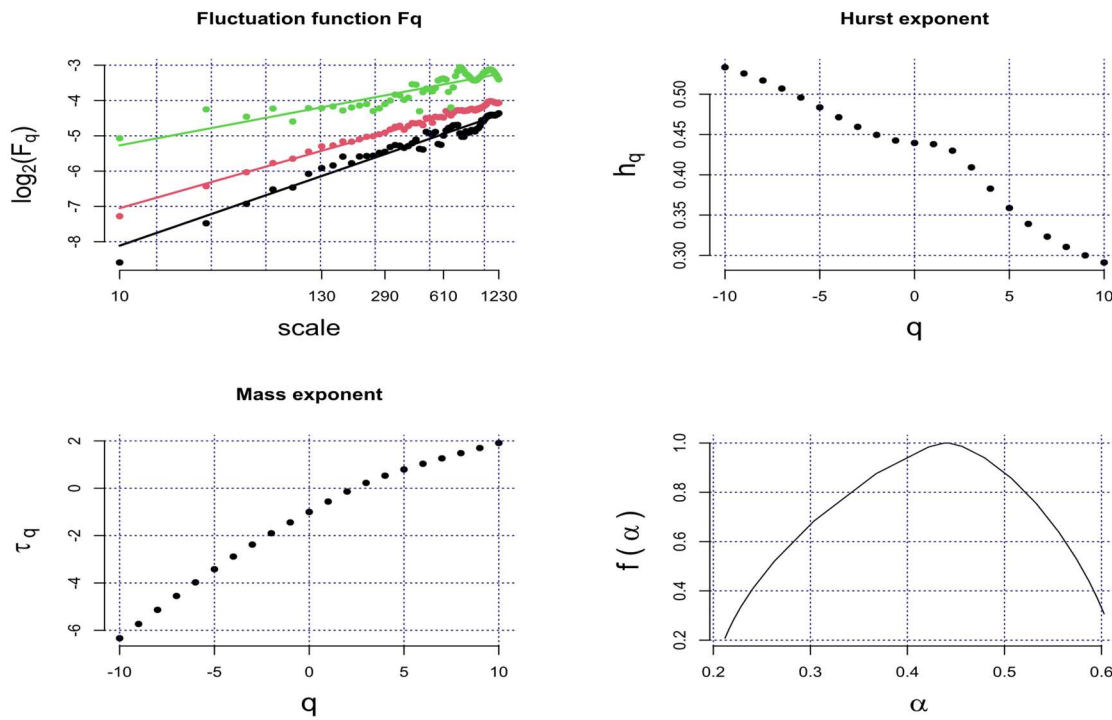 Fluctuation function Fq
log₂(F_q)
-3
-4
-5
-6
-7
-8
10 130 290 610 1230
scale
Hurst exponent
h_q
0.50
0.45
0.40
0.35
0.30
-10 -5 0 5 10
q
Mass exponent
τ_q
2
0
-2
-4
-6
-10 -5 0 5 10
q
f(α)
1.0
0.8
0.6
0.4
0.2
0.2 0.3 0.4 0.5 0.6
α